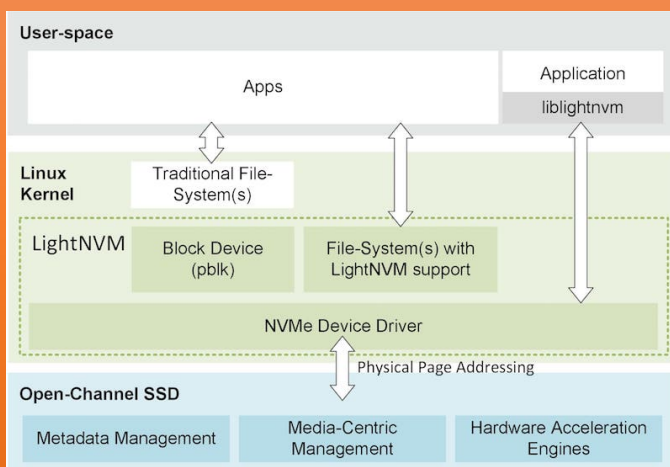 User-space
Apps
Application
liblightnvm
Linux
Kernel
Traditional File-
System(s)
LightNVM
Block Device
(pblk)
File-System(s) with
LightNVM support
NVMe Device Driver
Physical Page Addressing
Open-Channel SSD
Metadata Management
Media-Centric
Management
Hardware Acceleration
Engines